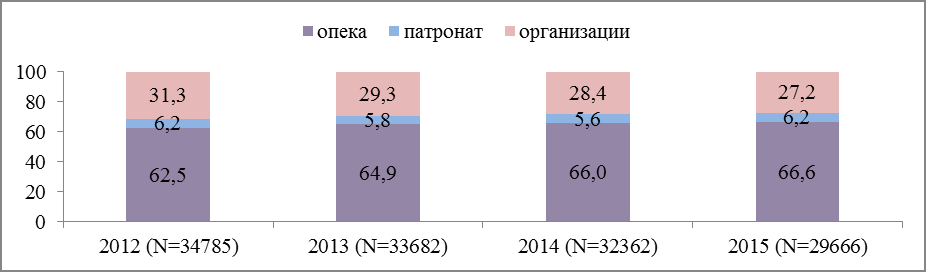 опека патронат организации
100
80
60
40
20
0
31,3 29,3 28,4 27,2
6,2 5,8 5,6 6,2
62,5 64,9 66,0 66,6
2012 (N=34785) 2013 (N=33682) 2014 (N=32362) 2015 (N=29666)